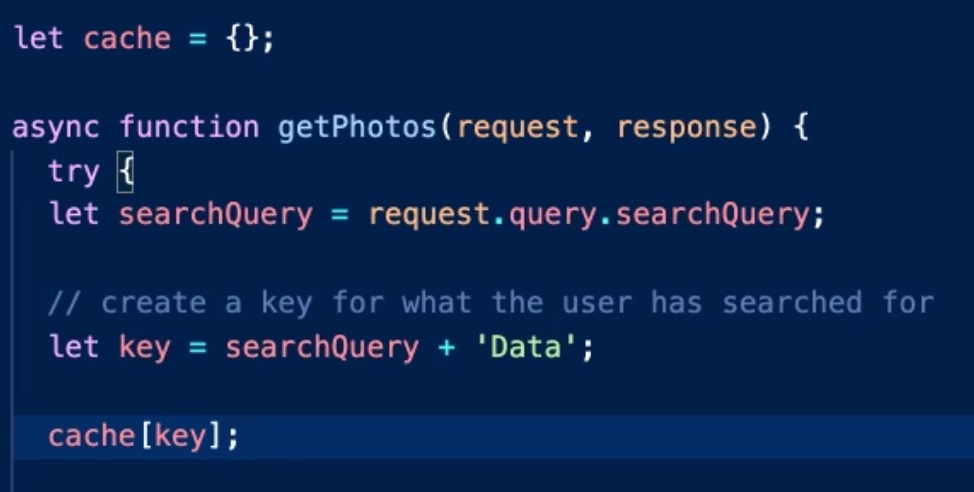 let cache = {};
async function getPhotos(request, response) {
try {
let searchQuery = request.query.searchQuery;
// create a key for what the user has searched for
let key = searchQuery + 'Data';
cache[key];